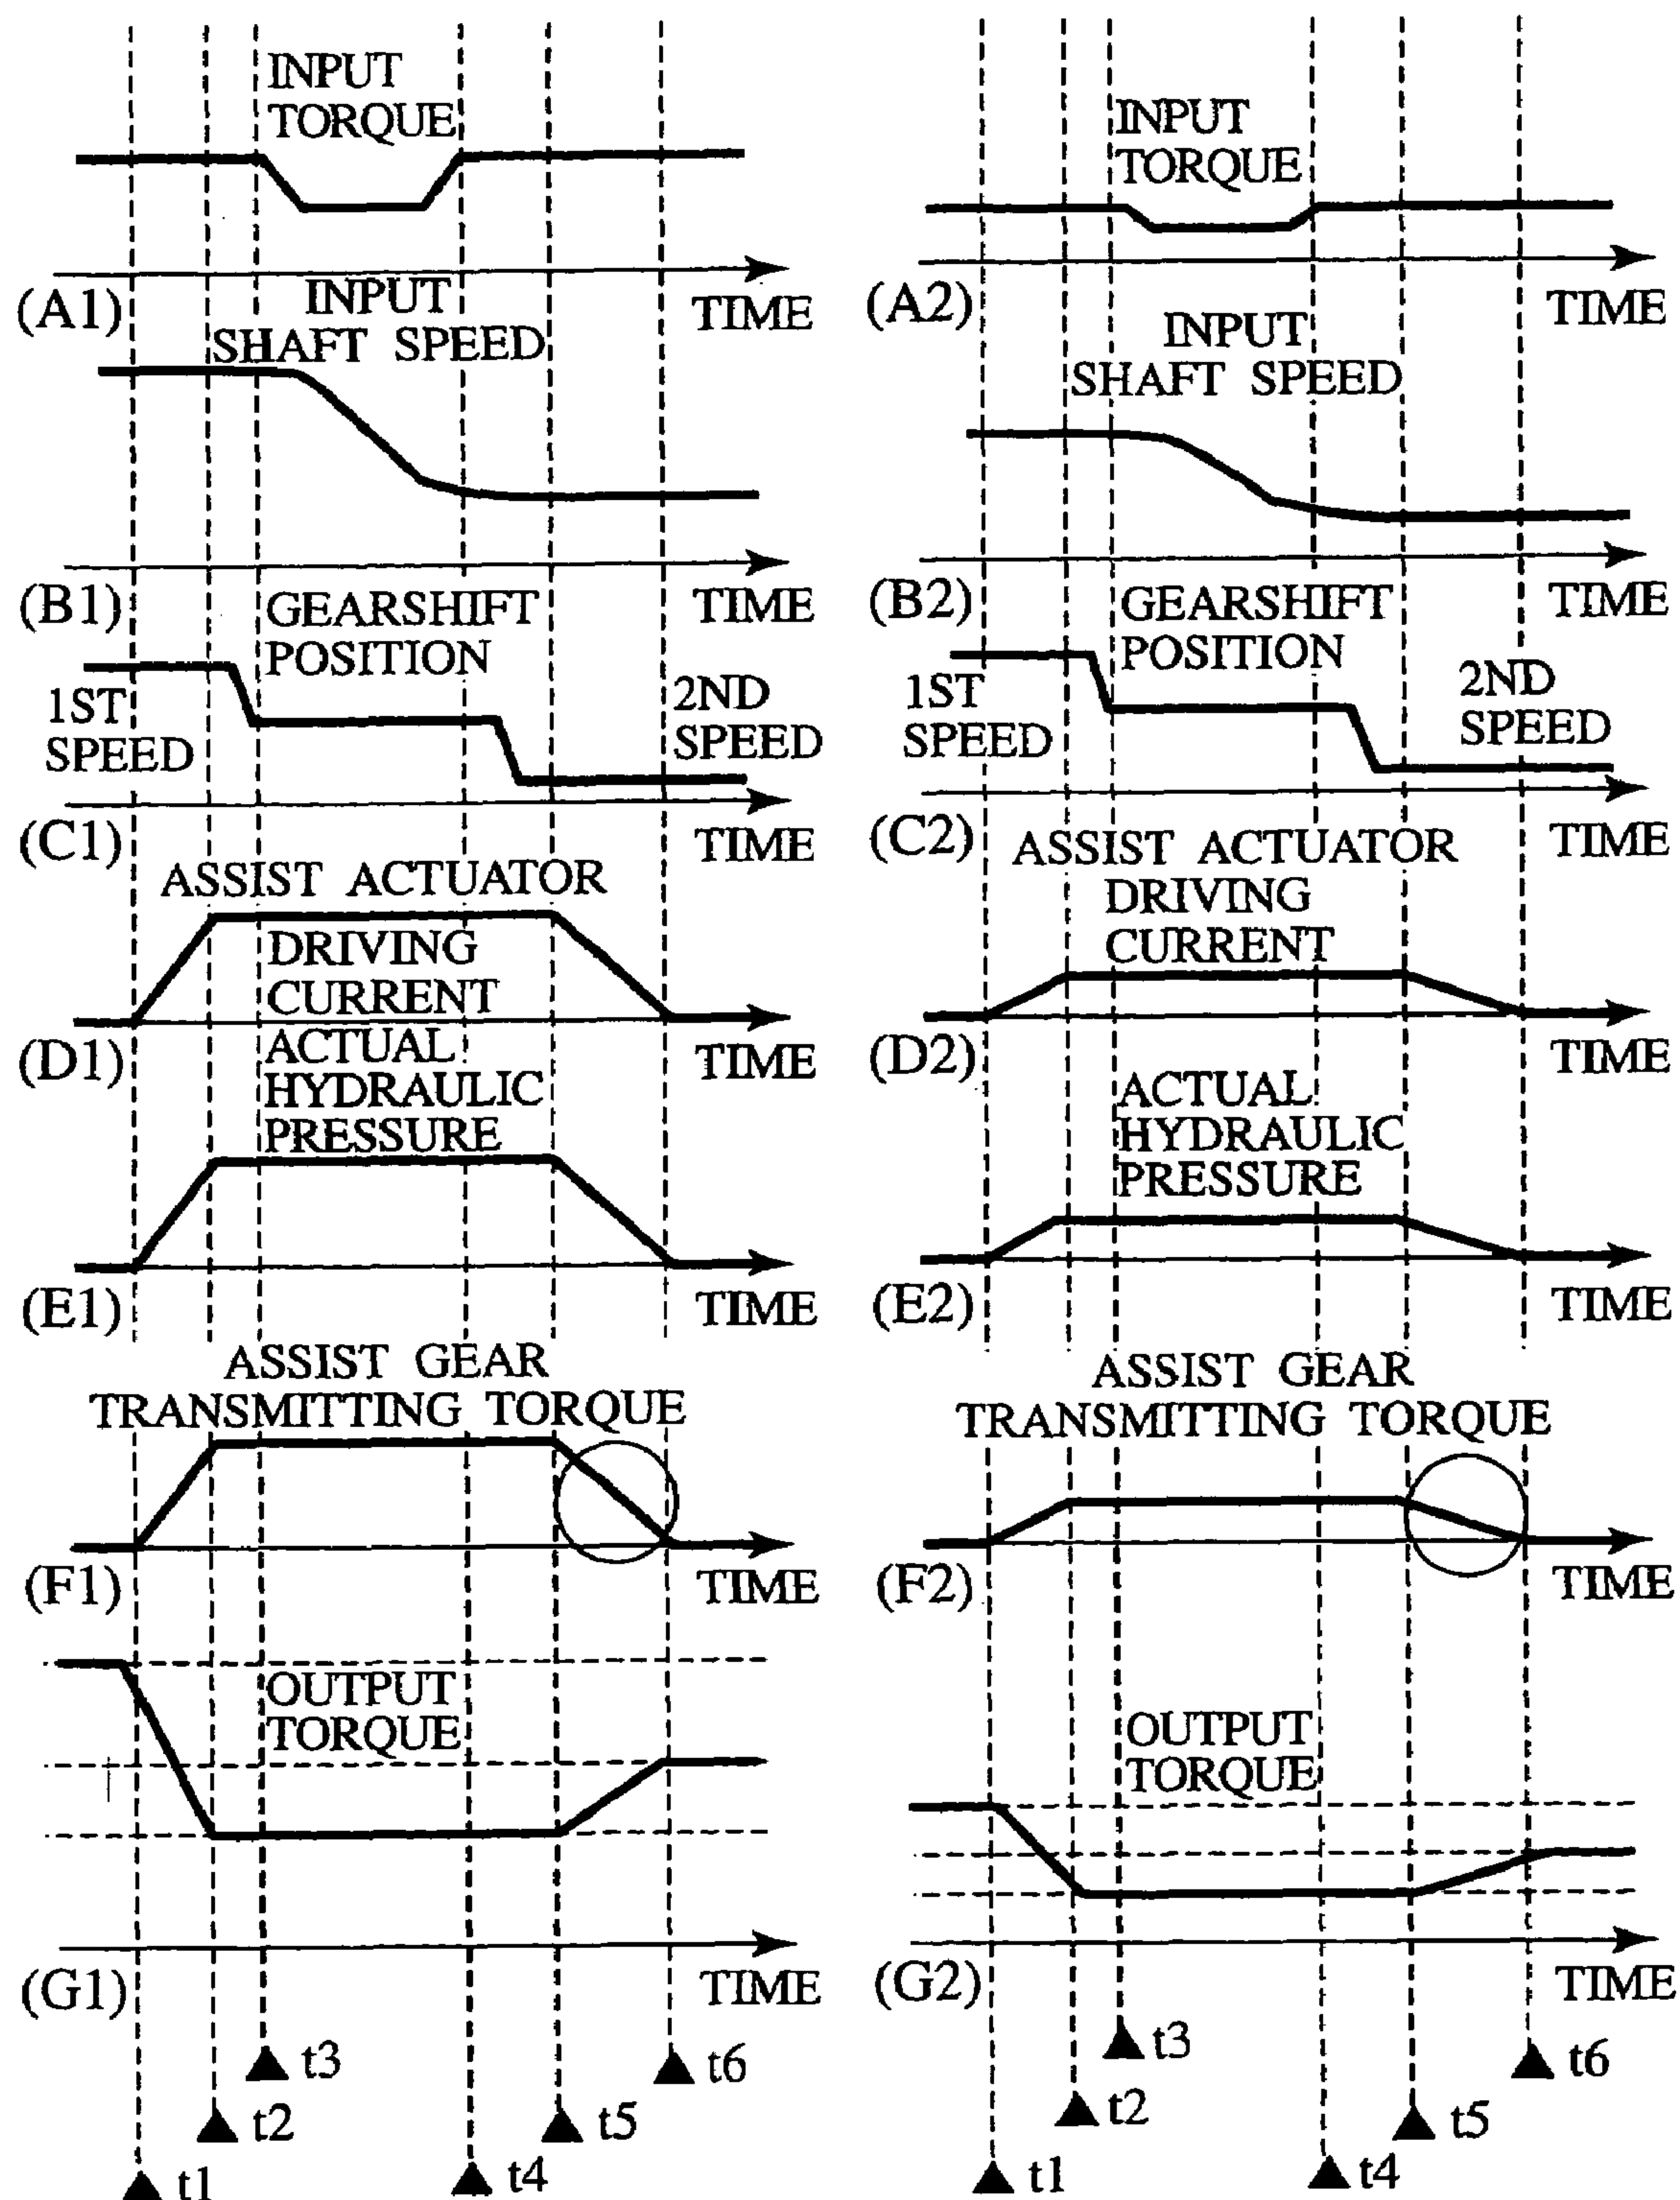 INPUT
TORQUE
(A1)
TIME
INPUT
SHAFT SPEED
(B1)
TIME
GEARSHIFT
POSITION
1ST
SPEED
2ND
SPEED
(C1)
TIME
ASSIST ACTUATOR
DRIVING
CURRENT
(D1)
TIME
ACTUAL
HYDRAULIC
PRESSURE
(E1)
TIME
ASSIST GEAR
TRANSMITTING TORQUE
(F1)
TIME
OUTPUT
TORQUE
(G1)
TIME
t3
t6
t2
t5
t1
t4
INPUT
TORQUE
(A2)
TIME
INPUT
SHAFT SPEED
(B2)
TIME
GEARSHIFT
POSITION
1ST
SPEED
2ND
SPEED
(C2)
TIME
ASSIST ACTUATOR
DRIVING
CURRENT
(D2)
TIME
ACTUAL
HYDRAULIC
PRESSURE
(E2)
TIME
ASSIST GEAR
TRANSMITTING TORQUE
(F2)
TIME
OUTPUT
TORQUE
(G2)
TIME
t3
t6
t2
t5
t1
t4